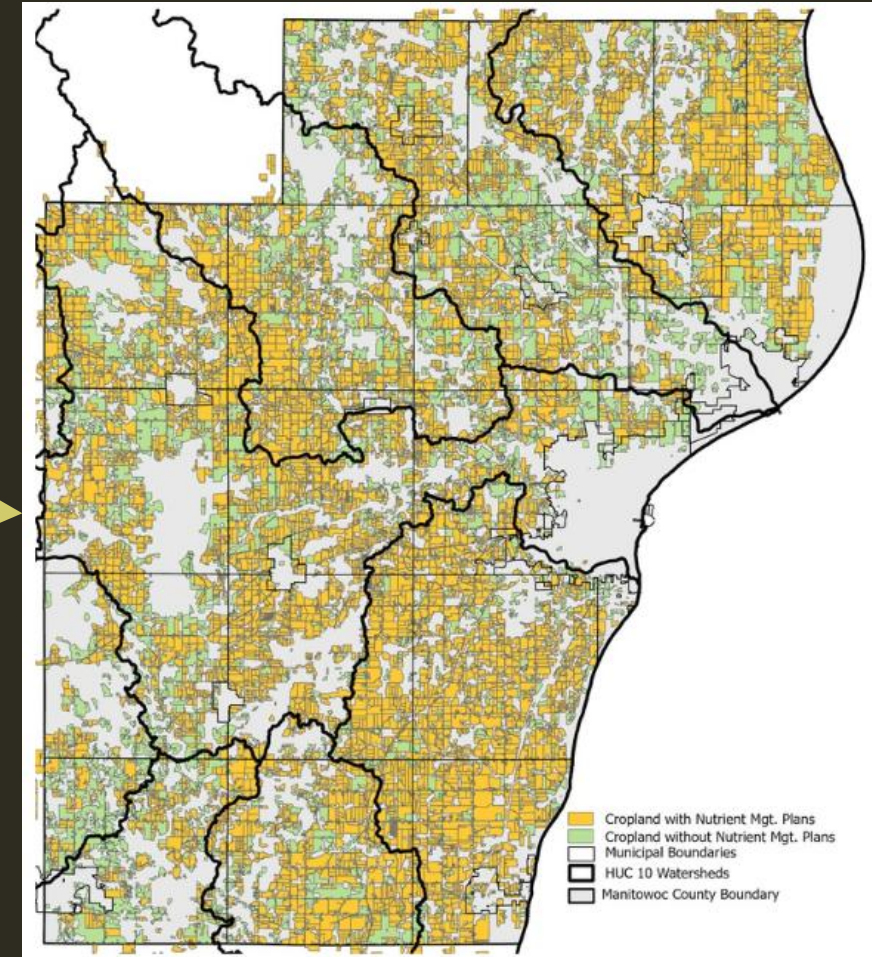 Cropland with Nutrient Mgt. Plans
Cropland without Nutrient Mgt. Plans
Municipal Boundaries
HUC 10 Watersheds
Manitowoc County Boundary